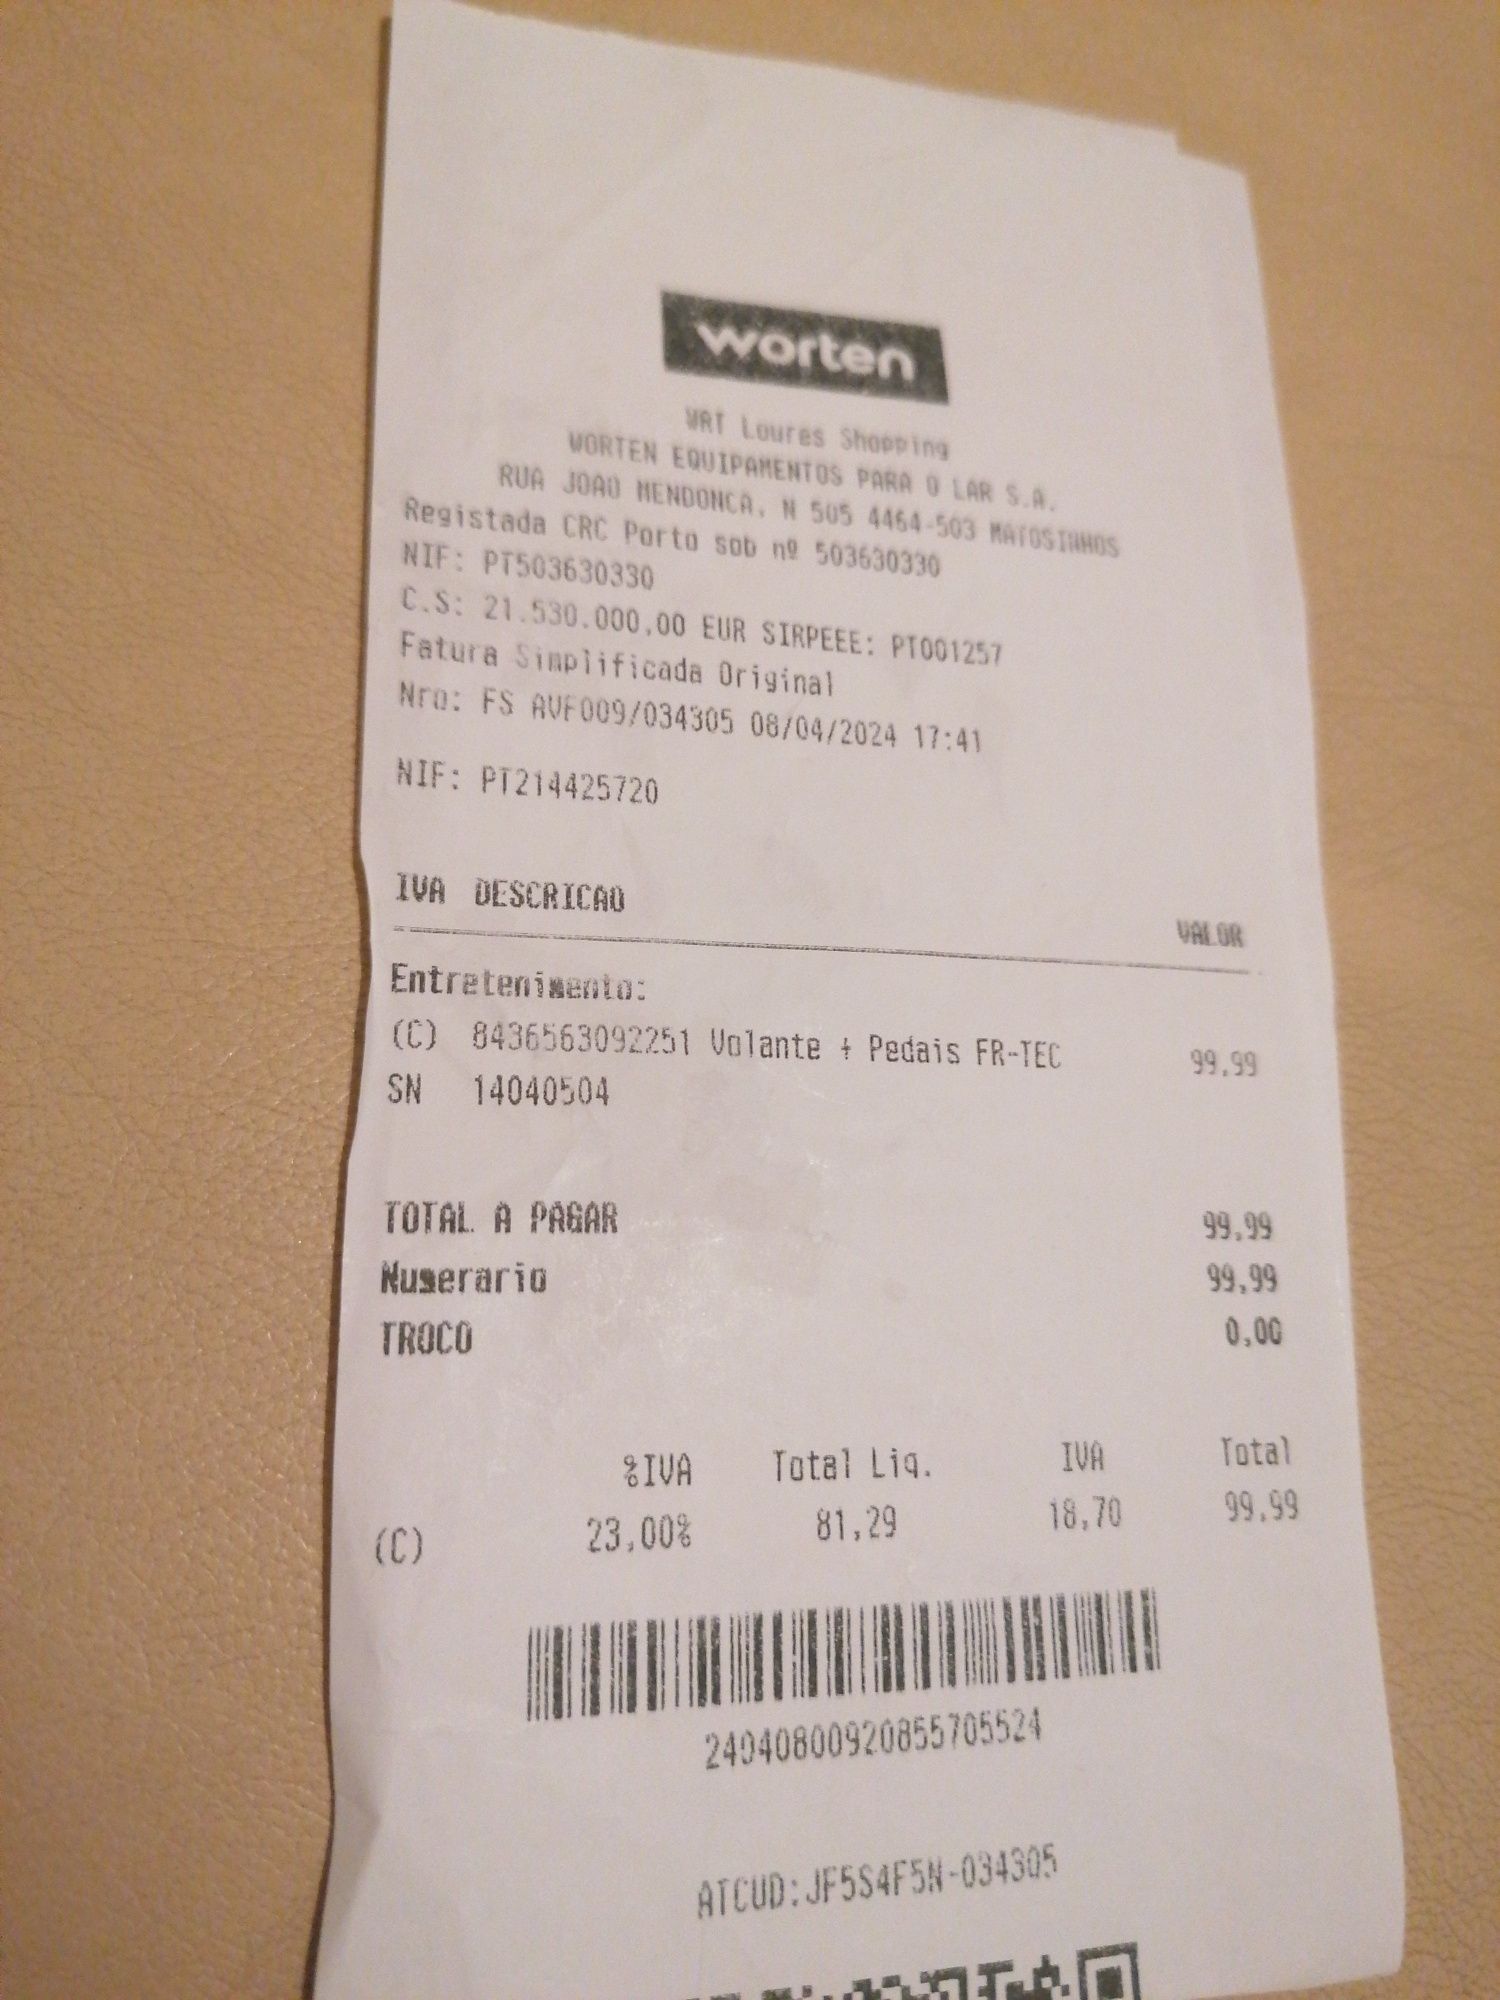 worten
WRT Loures Shopping
WORTEN EQUIPAMENTOS PARA O LAR S.A.
RUA JOAO MENDONCA, N 505 4464-503 MATOSINHOS
Registada CRC Porto sob nº 503630330
NIF: PT503630330
C.S: 21.530.000,00 EUR SIRPEEE: PT001257
Fatura Simplificada Original
Nro: FS AVF009/034305 08/04/2024 17:41
NIF: PT214425720
IVA DESCRICAO VALOR
Entretenimento:
(C) 8436563092251 Volante + Pedais FR-TEC 99,99
SN 14040504
TOTAL A PAGAR 99,99
Numerario 99,99
TROCO 0,00
%IVA Total Liq. IVA Total
(C) 23,00% 81,29 18,70 99,99
24040800920855705524
ATCUD:JF5S4F5N-034305